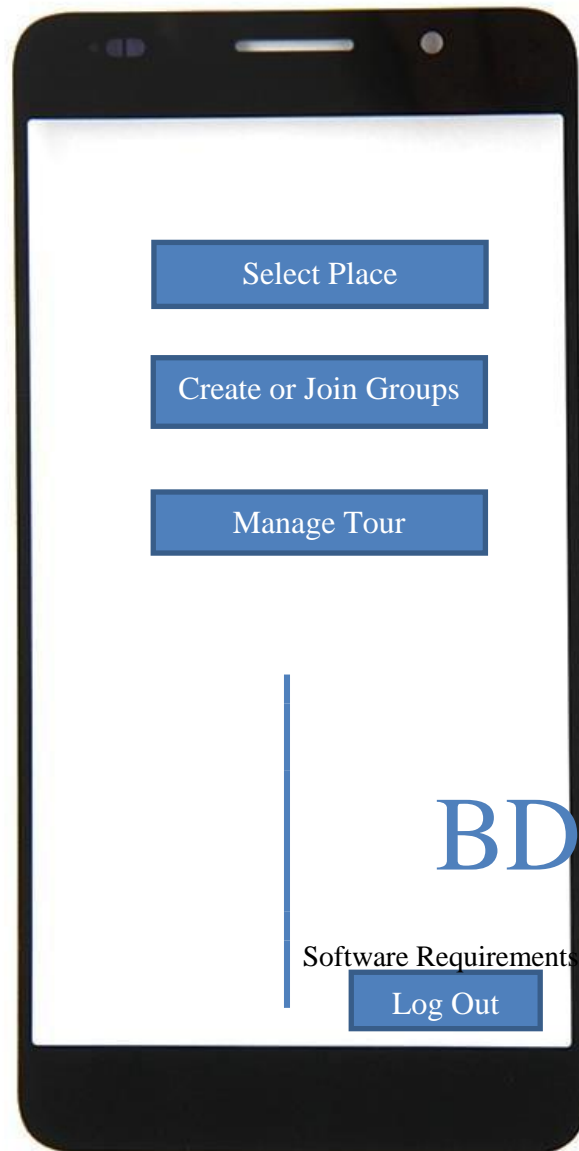 Select Place
Create or Join Groups
Manage Tour
BD
Software Requirements
Log Out